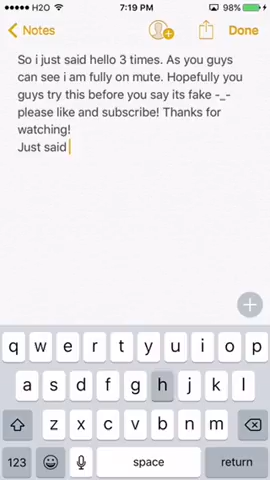 H2O 7:19 PM 98%
Notes Done
So i just said hello 3 times. As you guys
can see i am fully on mute. Hopefully you
guys try this before you say its fake -_-
please like and subscribe! Thanks for
watching!
Just said
q w e r t y u i o p
a s d f g h j k l
z x c v b n m
123 space return